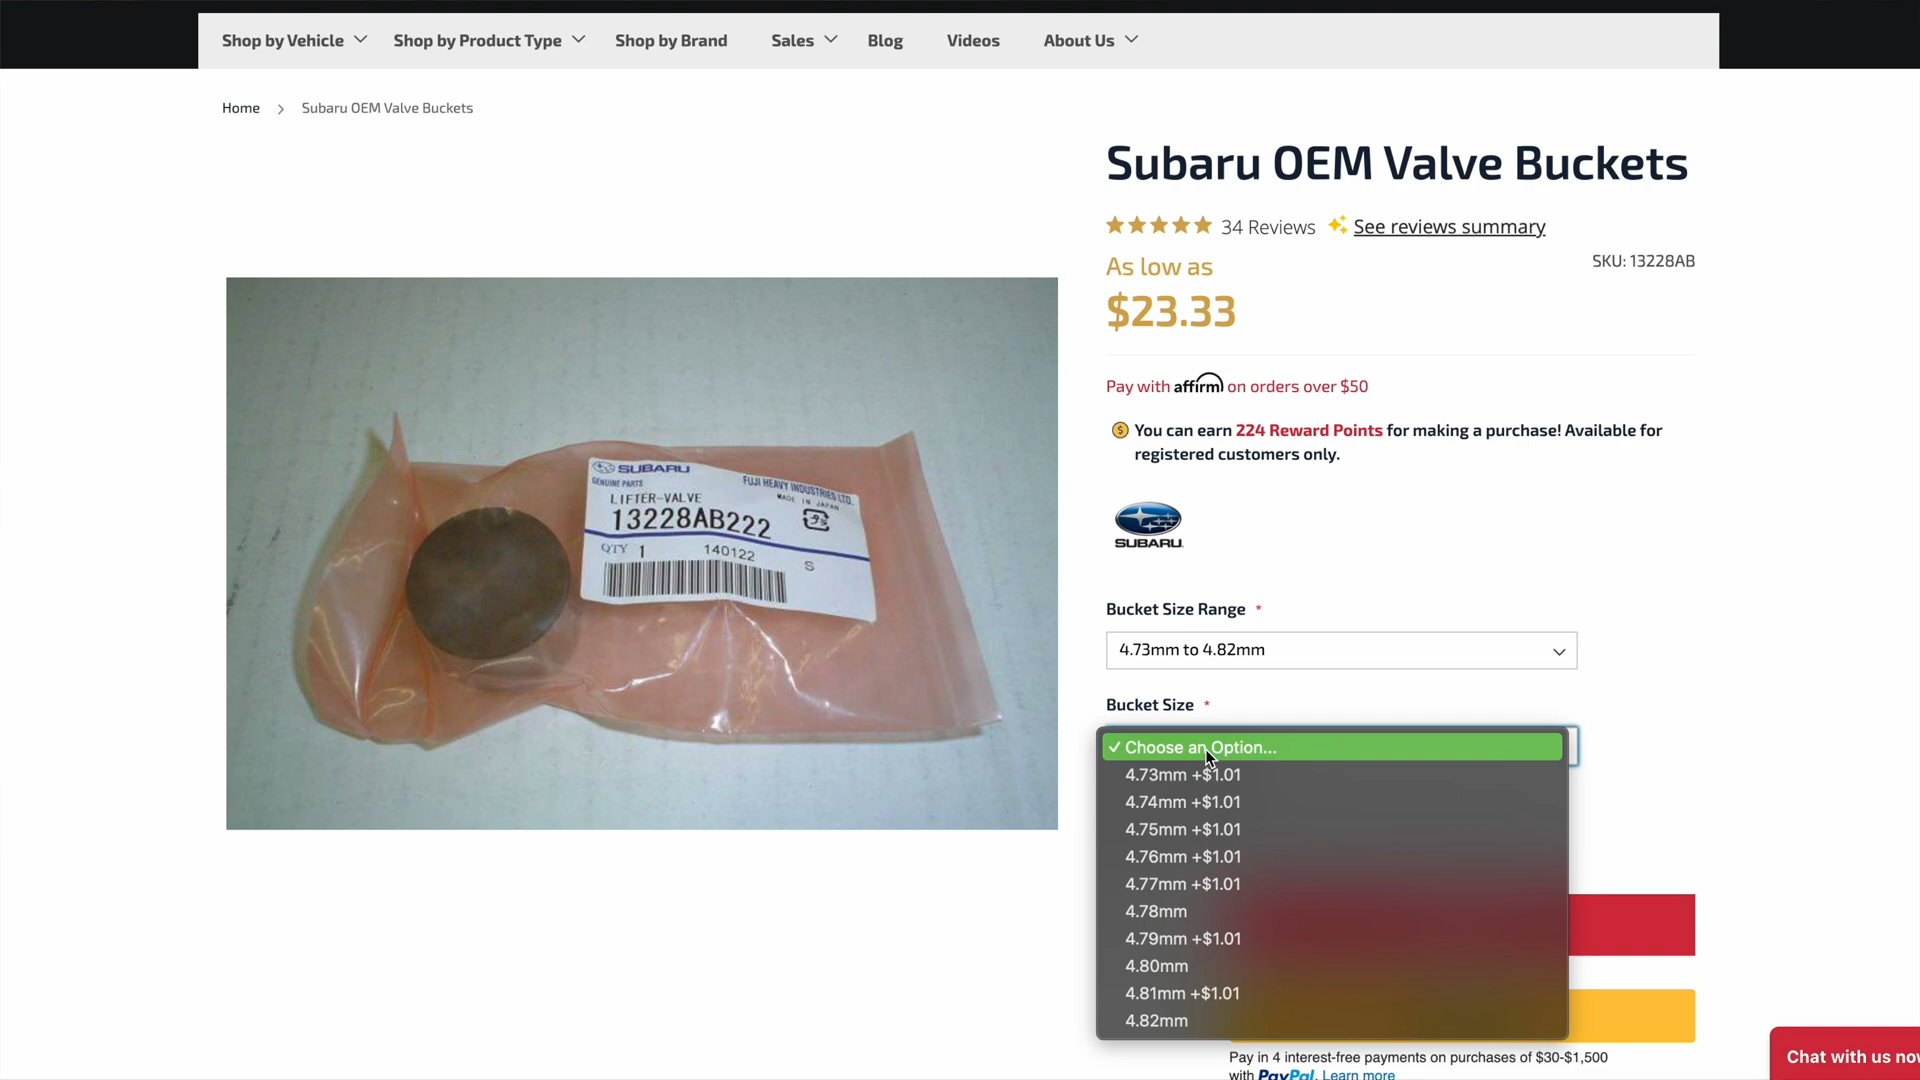 Shop by Vehicle
Shop by Product Type
Shop by Brand
Sales
Blog
Videos
About Us
Home
Subaru OEM Valve Buckets
Subaru OEM Valve Buckets
34 Reviews
See reviews summary
As low as
SKU: 13228AB
$23.33
Pay with affirm on orders over $50
You can earn 224 Reward Points for making a purchase! Available for
registered customers only.
SUBARU
SUBARU
GENUINE PARTS
FUJI HEAVY INDUSTRIES LTD.
MADE IN JAPAN
LIFTER-VALVE
13228AB222
QTY 1
140122
S
Bucket Size Range *
4.73mm to 4.82mm
Bucket Size *
✓ Choose an Option...
4.73mm +$1.01
4.74mm +$1.01
4.75mm +$1.01
4.76mm +$1.01
4.77mm +$1.01
4.78mm
4.79mm +$1.01
4.80mm
4.81mm +$1.01
4.82mm
Pay in 4 interest-free payments on purchases of $30-$1,500
with PayPal. Learn more
Chat with us now